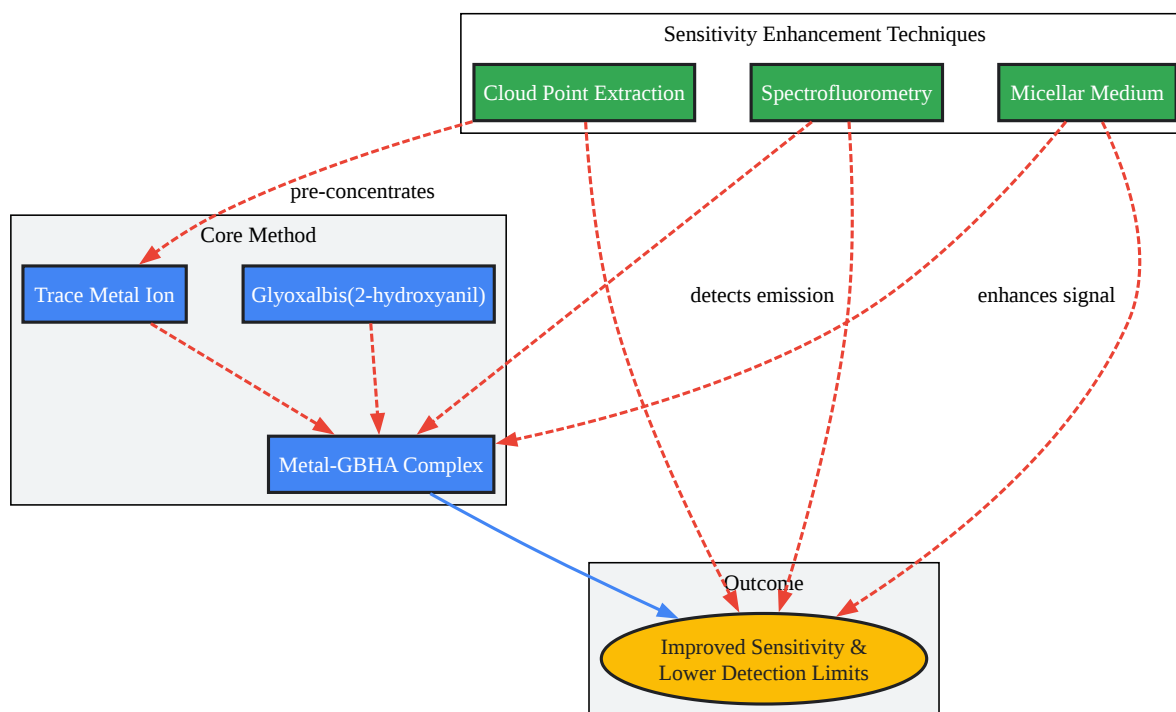 Sensitivity Enhancement Techniques
Cloud Point Extraction
Spectrofluorometry
Micellar Medium
pre-concentrates
Core Method
Trace Metal Ion
Glyoxalbis(2-hydroxyanil)
detects emission
enhances signal
Metal-GBHA Complex
Outcome
Improved Sensitivity &
Lower Detection Limits